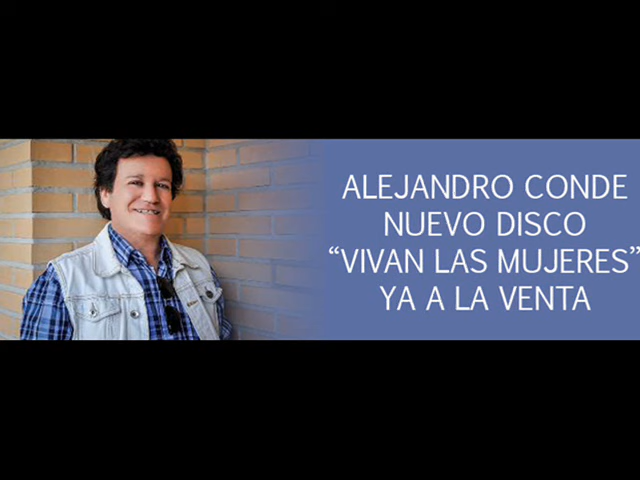 ALEJANDRO CONDE
NUEVO DISCO
“VIVAN LAS MUJERES”
YA A LA VENTA